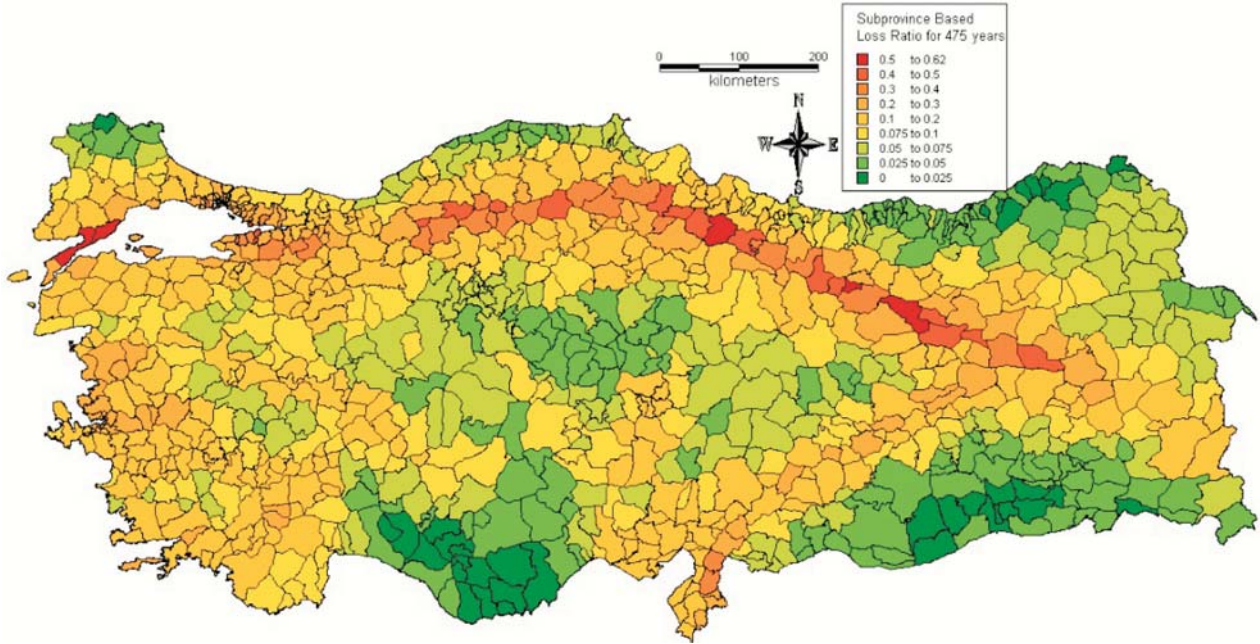 Subprovince Based
Loss Ratio for 475 years
0.5 to 0.62
0.4 to 0.5
0.3 to 0.4
0.2 to 0.3
0.1 to 0.2
0.075 to 0.1
0.05 to 0.075
0.025 to 0.05
0 to 0.025
0 100 200
kilometers
N
W E
S